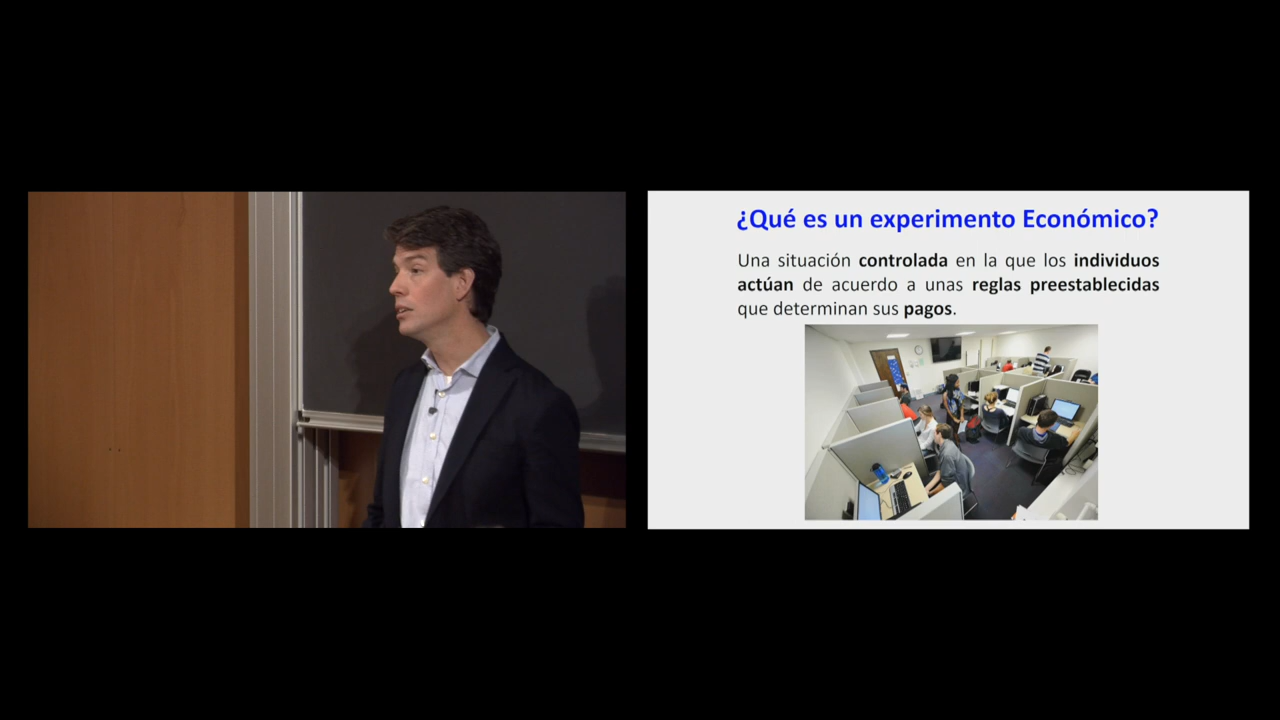 ¿Qué es un experimento Económico?
Una situación controlada en la que los individuos
actúan de acuerdo a unas reglas preestablecidas
que determinan sus pagos.